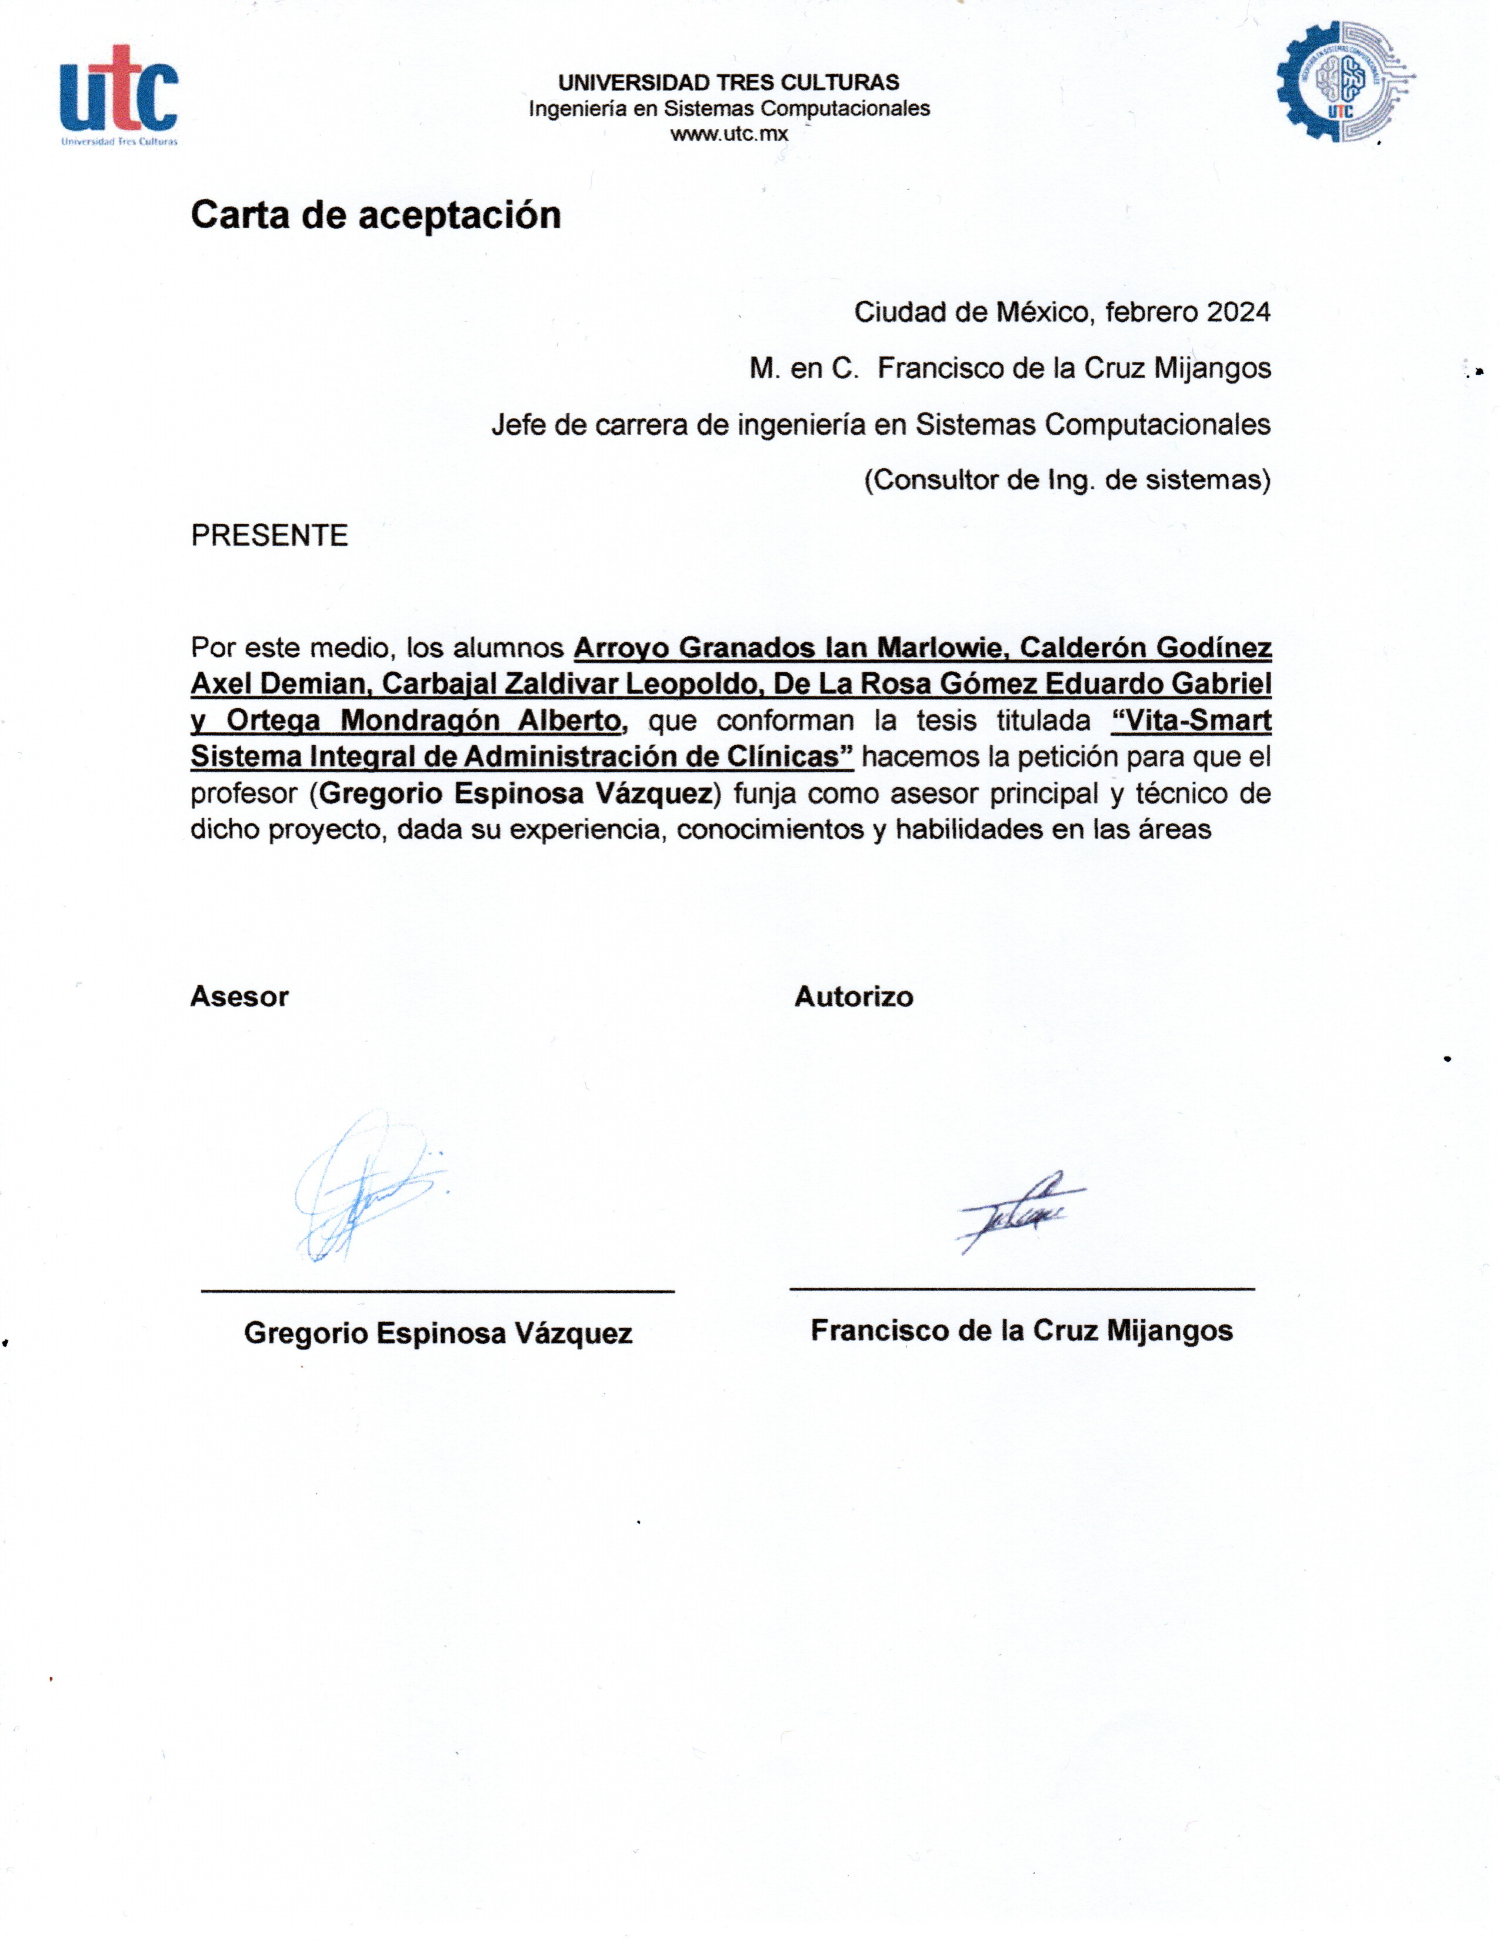 utc
Universidad Tres Culturas
UNIVERSIDAD TRES CULTURAS
Ingeniería en Sistemas Computacionales
www.utc.mx
INGENIERÍA EN SISTEMAS COMPUTACIONALES
UTC
Carta de aceptación
Ciudad de México, febrero 2024
M. en C.  Francisco de la Cruz Mijangos
Jefe de carrera de ingeniería en Sistemas Computacionales
(Consultor de Ing. de sistemas)
PRESENTE
Por este medio, los alumnos Arroyo Granados Ian Marlowie, Calderón Godínez
Axel Demian, Carbajal Zaldivar Leopoldo, De La Rosa Gómez Eduardo Gabriel
y Ortega Mondragón Alberto, que conforman la tesis titulada “Vita-Smart
Sistema Integral de Administración de Clínicas” hacemos la petición para que el
profesor (Gregorio Espinosa Vázquez) funja como asesor principal y técnico de
dicho proyecto, dada su experiencia, conocimientos y habilidades en las áreas
Asesor
Autorizo
Gregorio Espinosa Vázquez
Francisco de la Cruz Mijangos